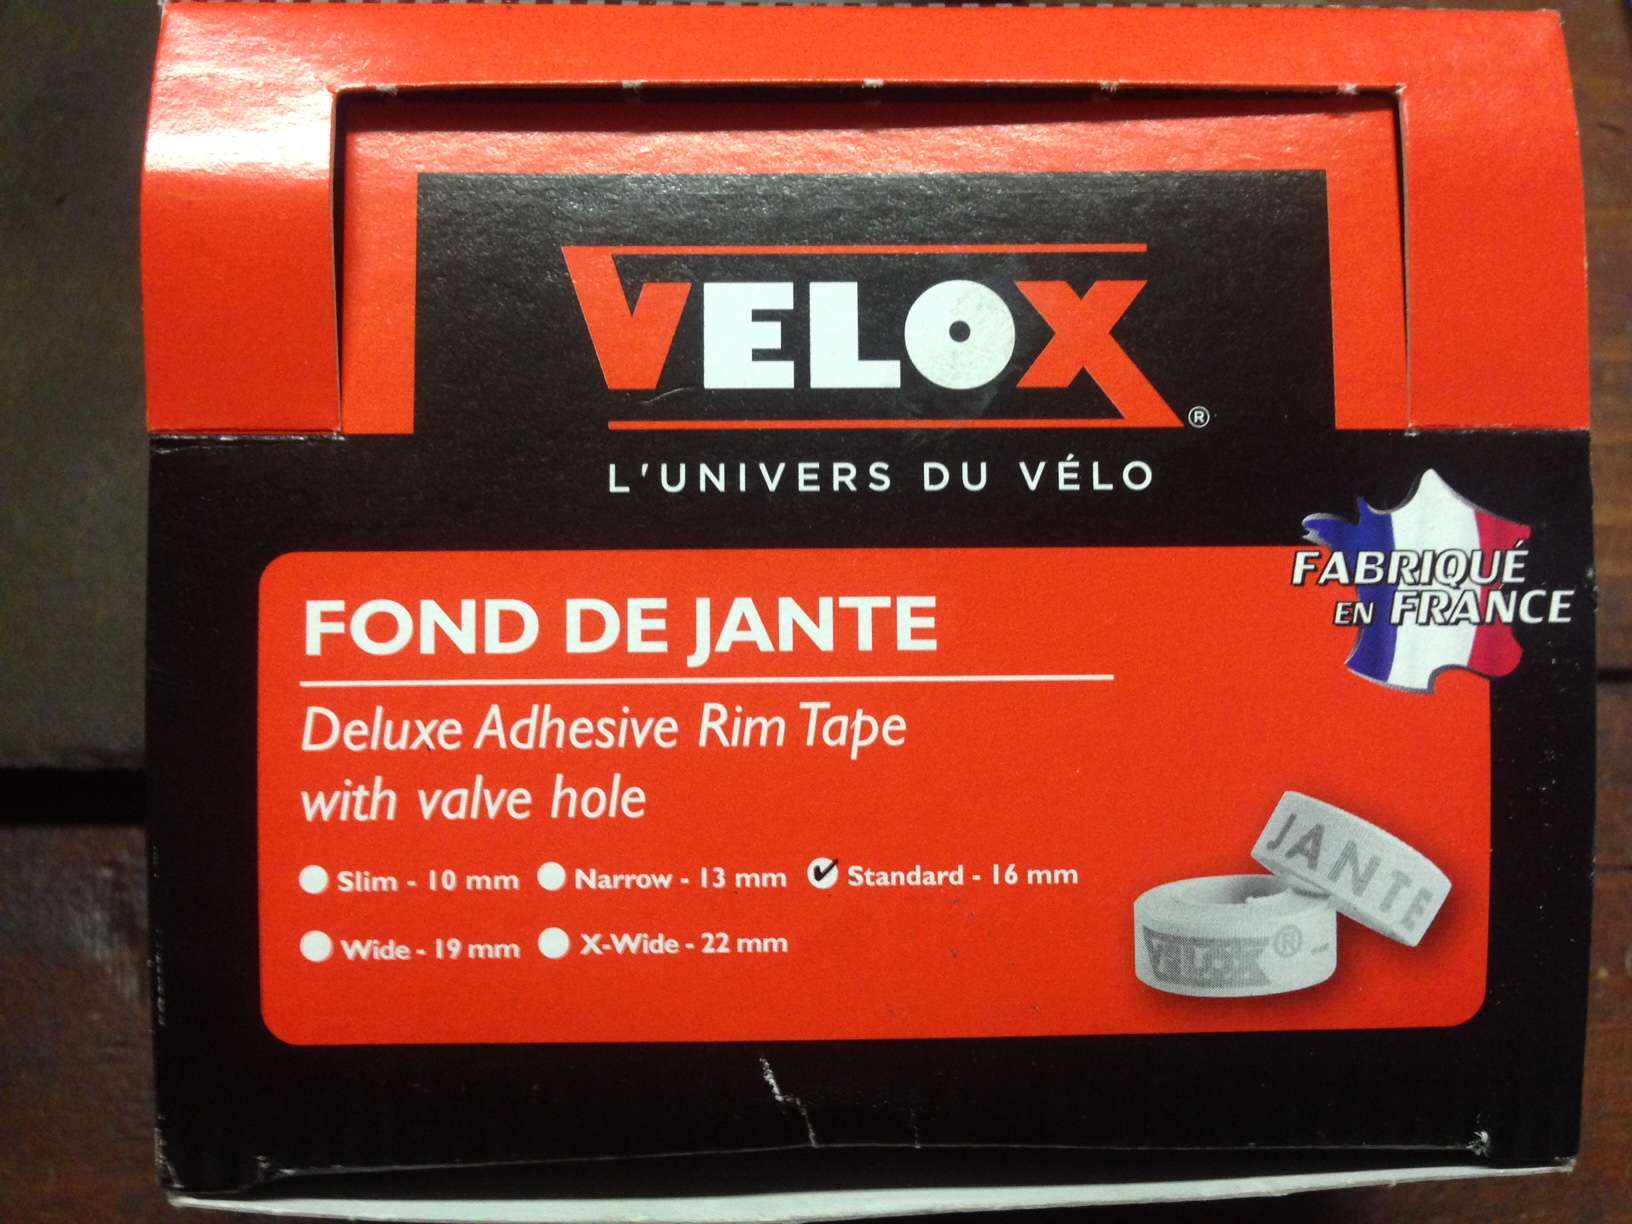 VELOX®
L'UNIVERS DU VÉLO
FABRIQUÉ
EN FRANCE
FOND DE JANTE
Deluxe Adhesive Rim Tape
with valve hole
Slim - 10 mm Narrow - 13 mm Standard - 16 mm
Wide - 19 mm X-Wide - 22 mm
JANTE
VELOX® -